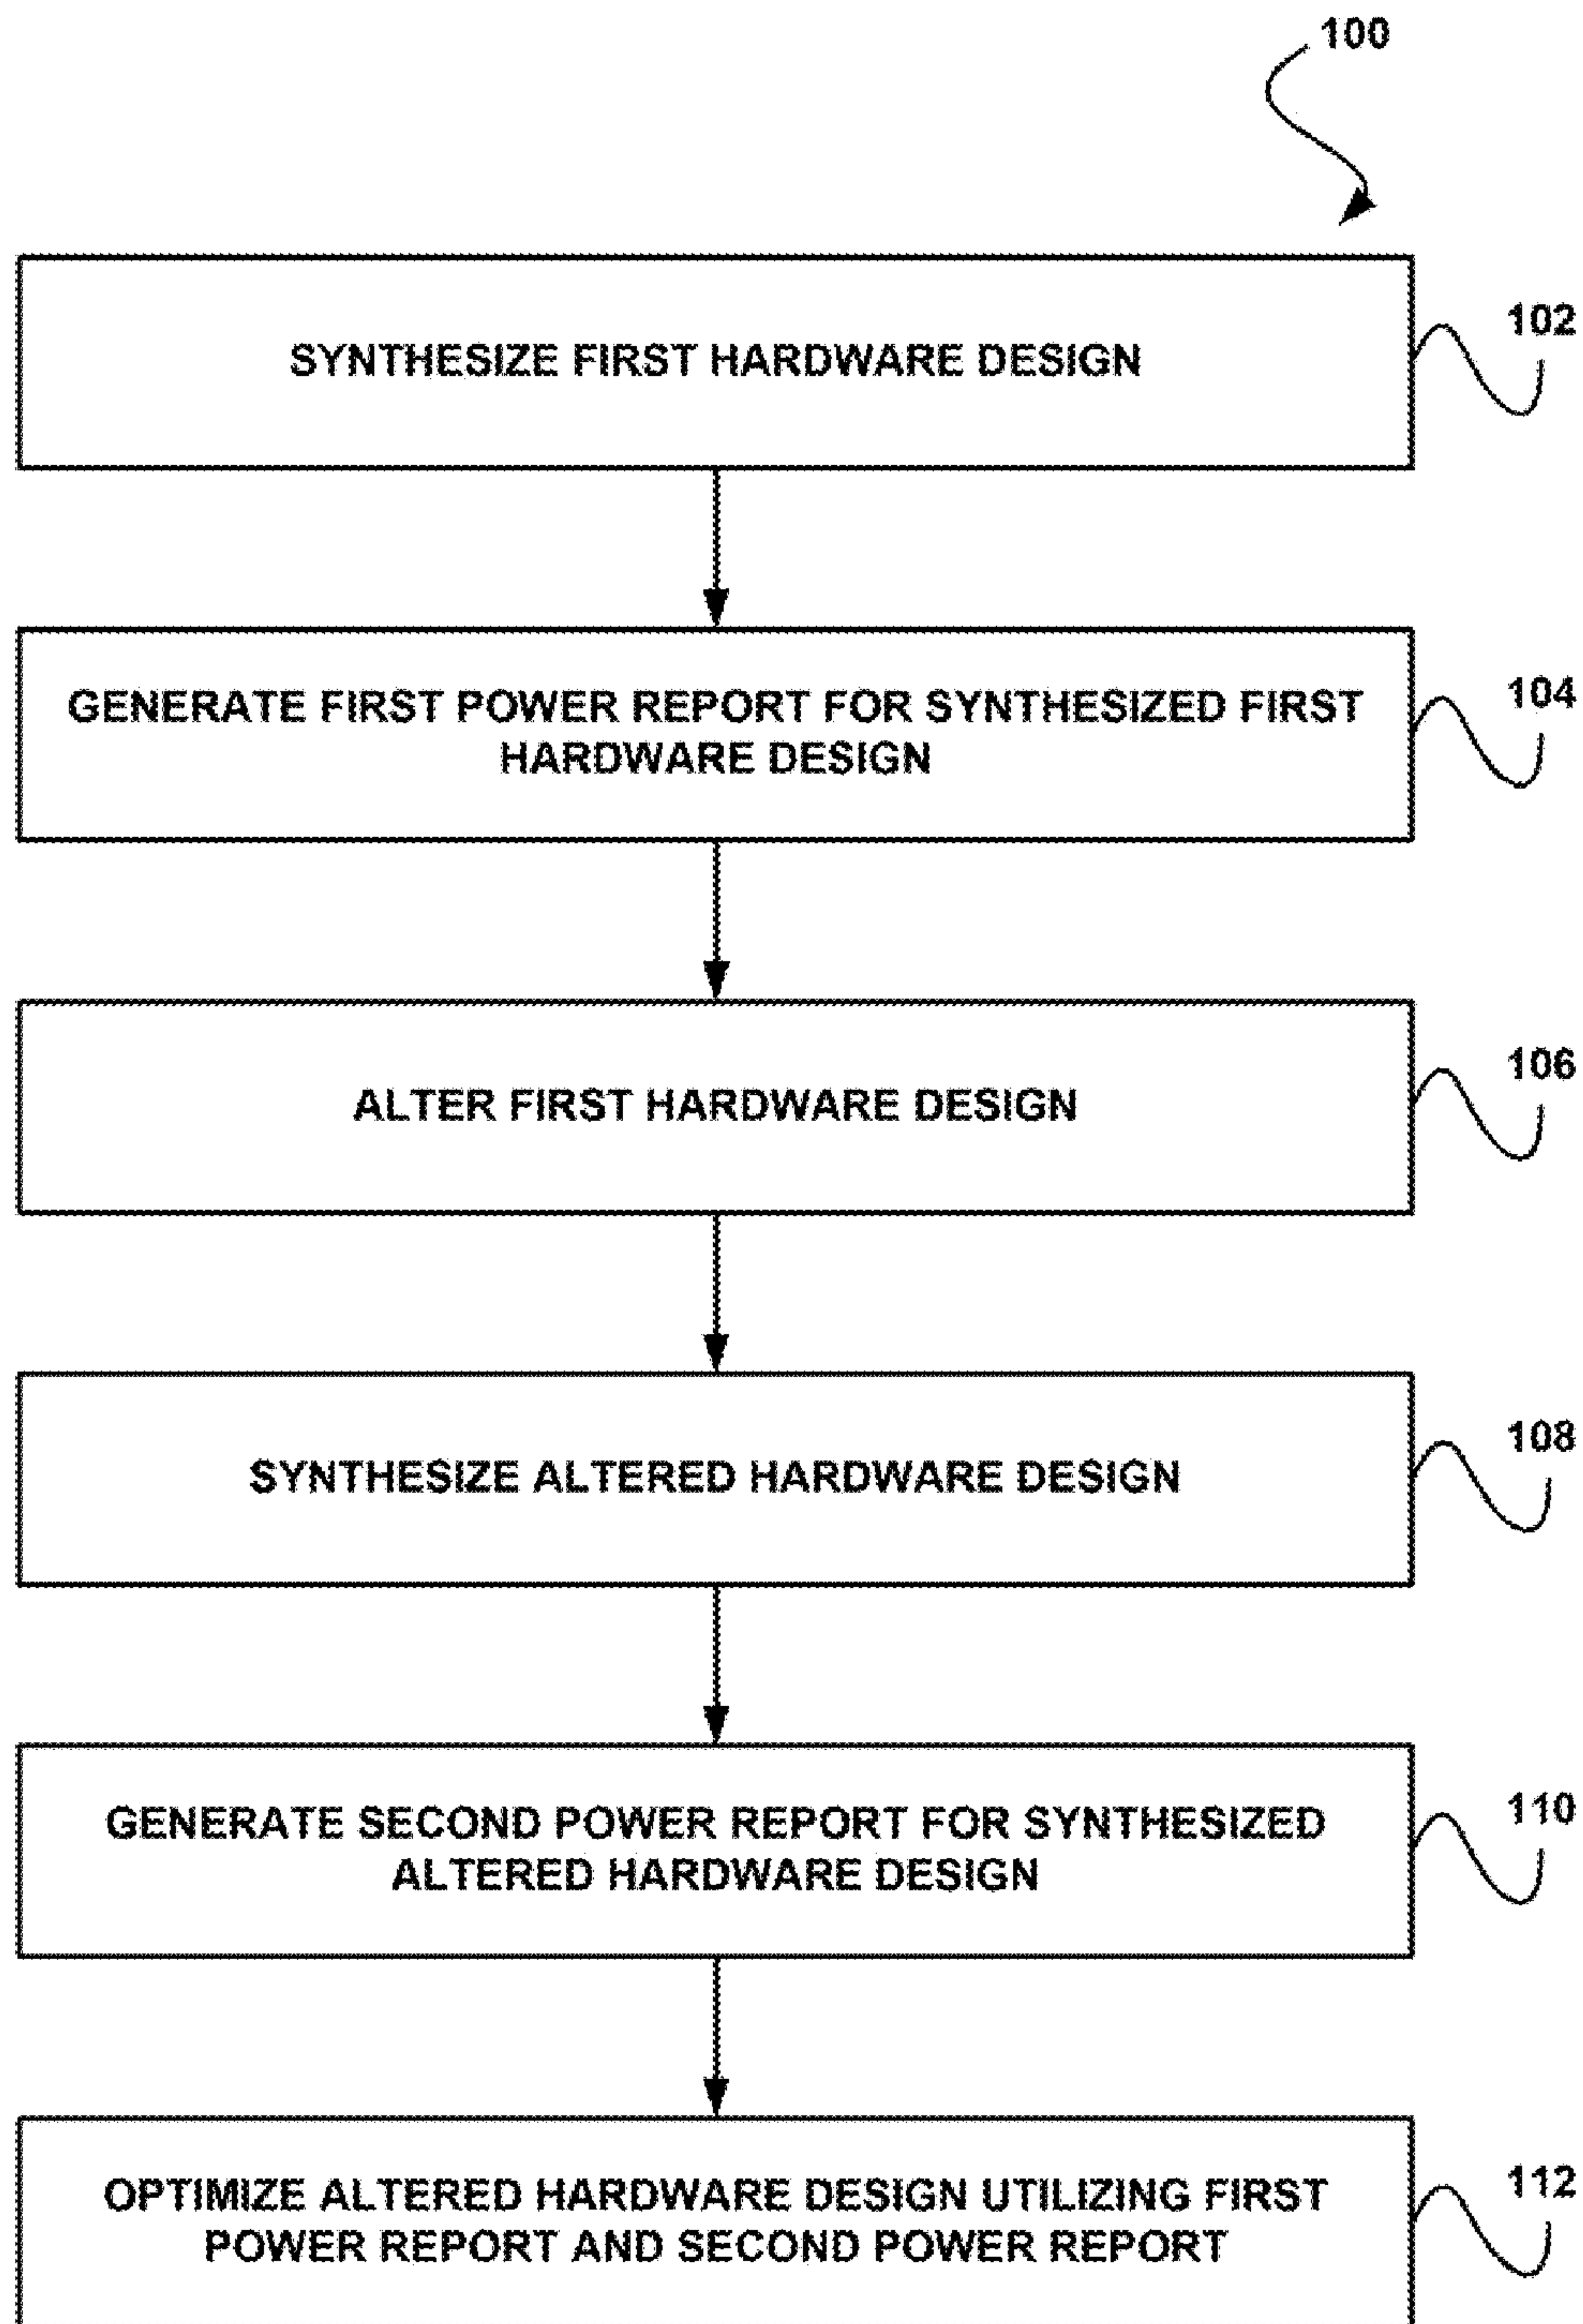 100
SYNTHESIZE FIRST HARDWARE DESIGN
102
GENERATE FIRST POWER REPORT FOR SYNTHESIZED FIRST
HARDWARE DESIGN
104
ALTER FIRST HARDWARE DESIGN
106
SYNTHESIZE ALTERED HARDWARE DESIGN
108
GENERATE SECOND POWER REPORT FOR SYNTHESIZED
ALTERED HARDWARE DESIGN
110
OPTIMIZE ALTERED HARDWARE DESIGN UTILIZING FIRST
POWER REPORT AND SECOND POWER REPORT
112